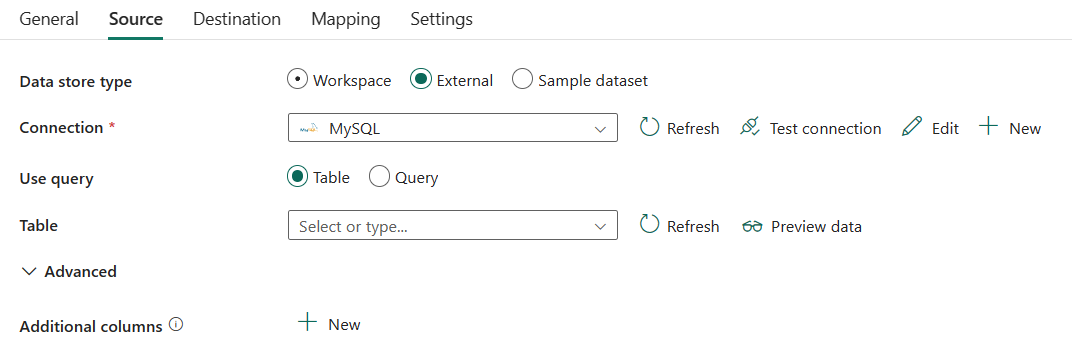 General Source Destination Mapping Settings
Data store type Workspace External Sample dataset
Connection * MySQL Refresh Test connection Edit New
Use query Table Query
Table Select or type... Refresh Preview data
Advanced
Additional columns New